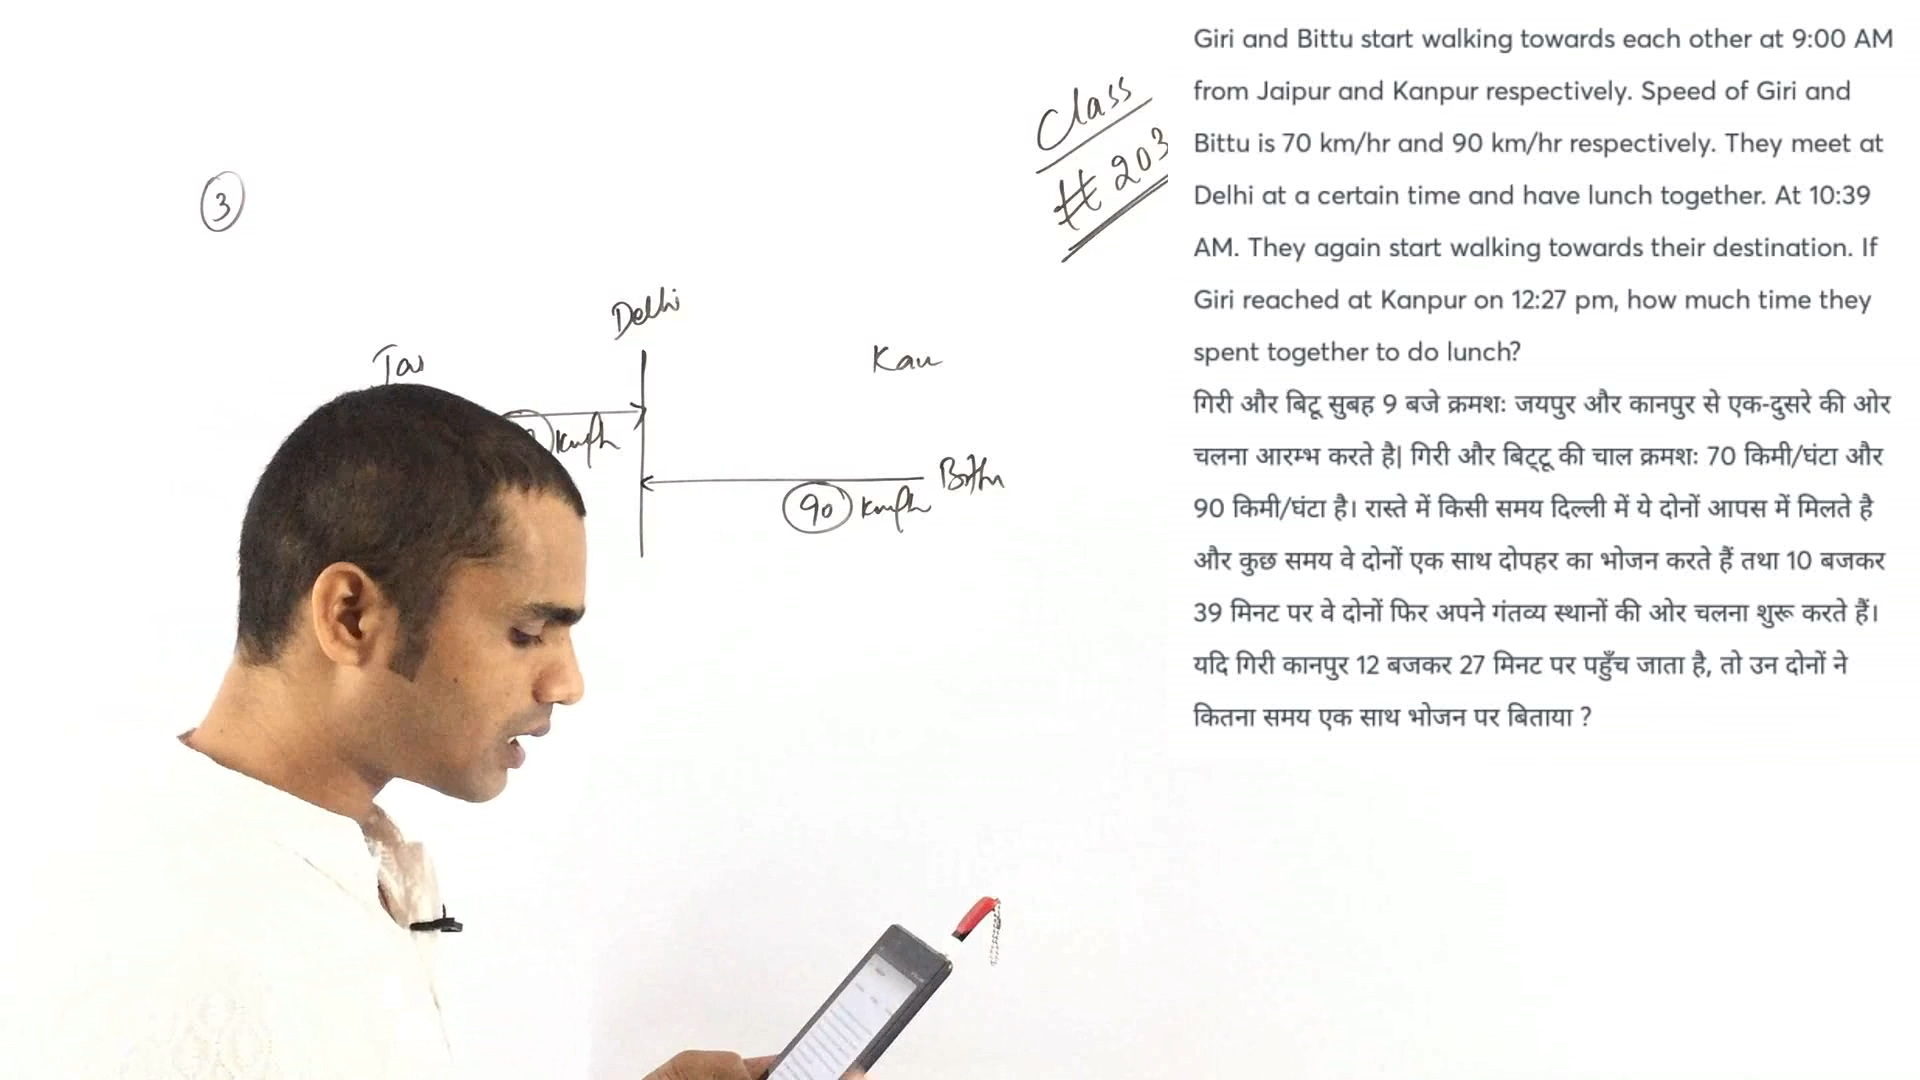 Class
# 203
3
Delhi
Kan
Kmph
Bittu
90 Kmph
Giri and Bittu start walking towards each other at 9:00 AM
from Jaipur and Kanpur respectively. Speed of Giri and
Bittu is 70 km/hr and 90 km/hr respectively. They meet at
Delhi at a certain time and have lunch together. At 10:39
AM. They again start walking towards their destination. If
Giri reached at Kanpur on 12:27 pm, how much time they
spent together to do lunch?
गिरी और बिटू सुबह 9 बजे क्रमशः जयपुर और कानपुर से एक-दुसरे की ओर
चलना आरम्भ करते है| गिरी और बिट्टू की चाल क्रमशः 70 किमी/घंटा और
90 किमी/घंटा है। रास्ते में किसी समय दिल्ली में ये दोनों आपस में मिलते है
और कुछ समय वे दोनों एक साथ दोपहर का भोजन करते हैं तथा 10 बजकर
39 मिनट पर वे दोनों फिर अपने गंतव्य स्थानों की ओर चलना शुरू करते हैं।
यदि गिरी कानपुर 12 बजकर 27 मिनट पर पहुँच जाता है, तो उन दोनों ने
कितना समय एक साथ भोजन पर बिताया ?